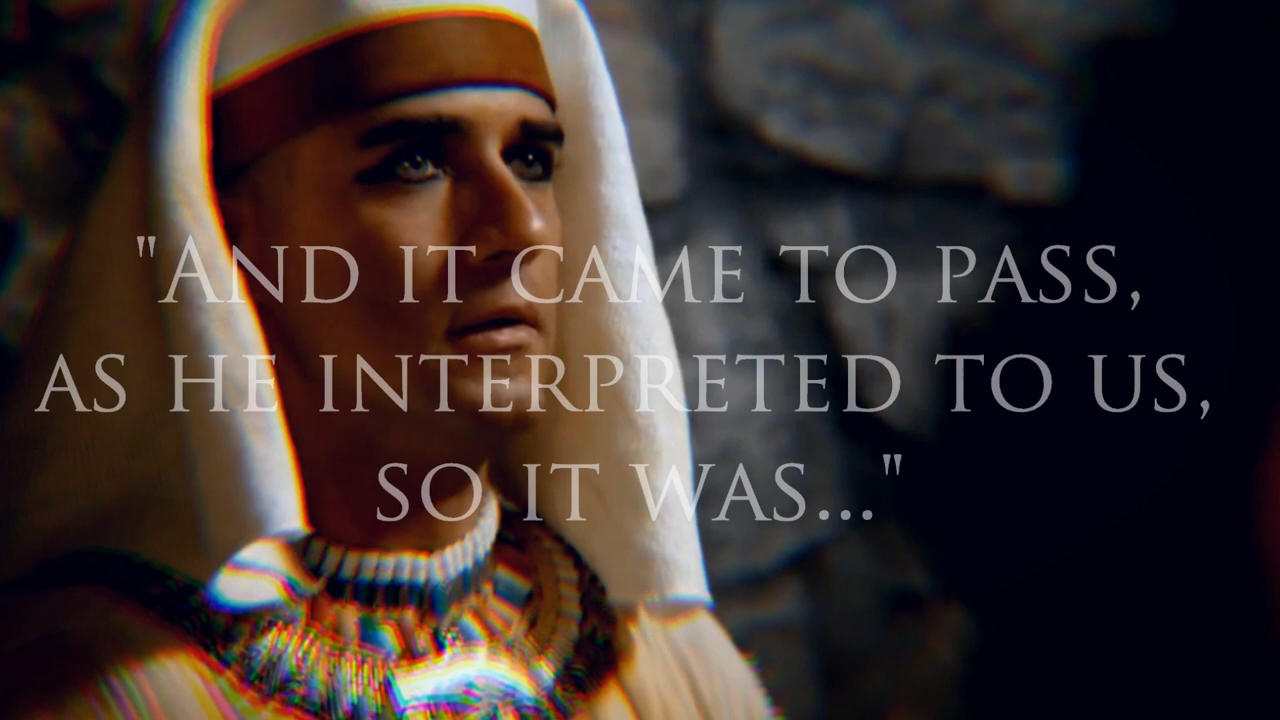 "And it came to pass,
as He interpreted to us,
so it was..."